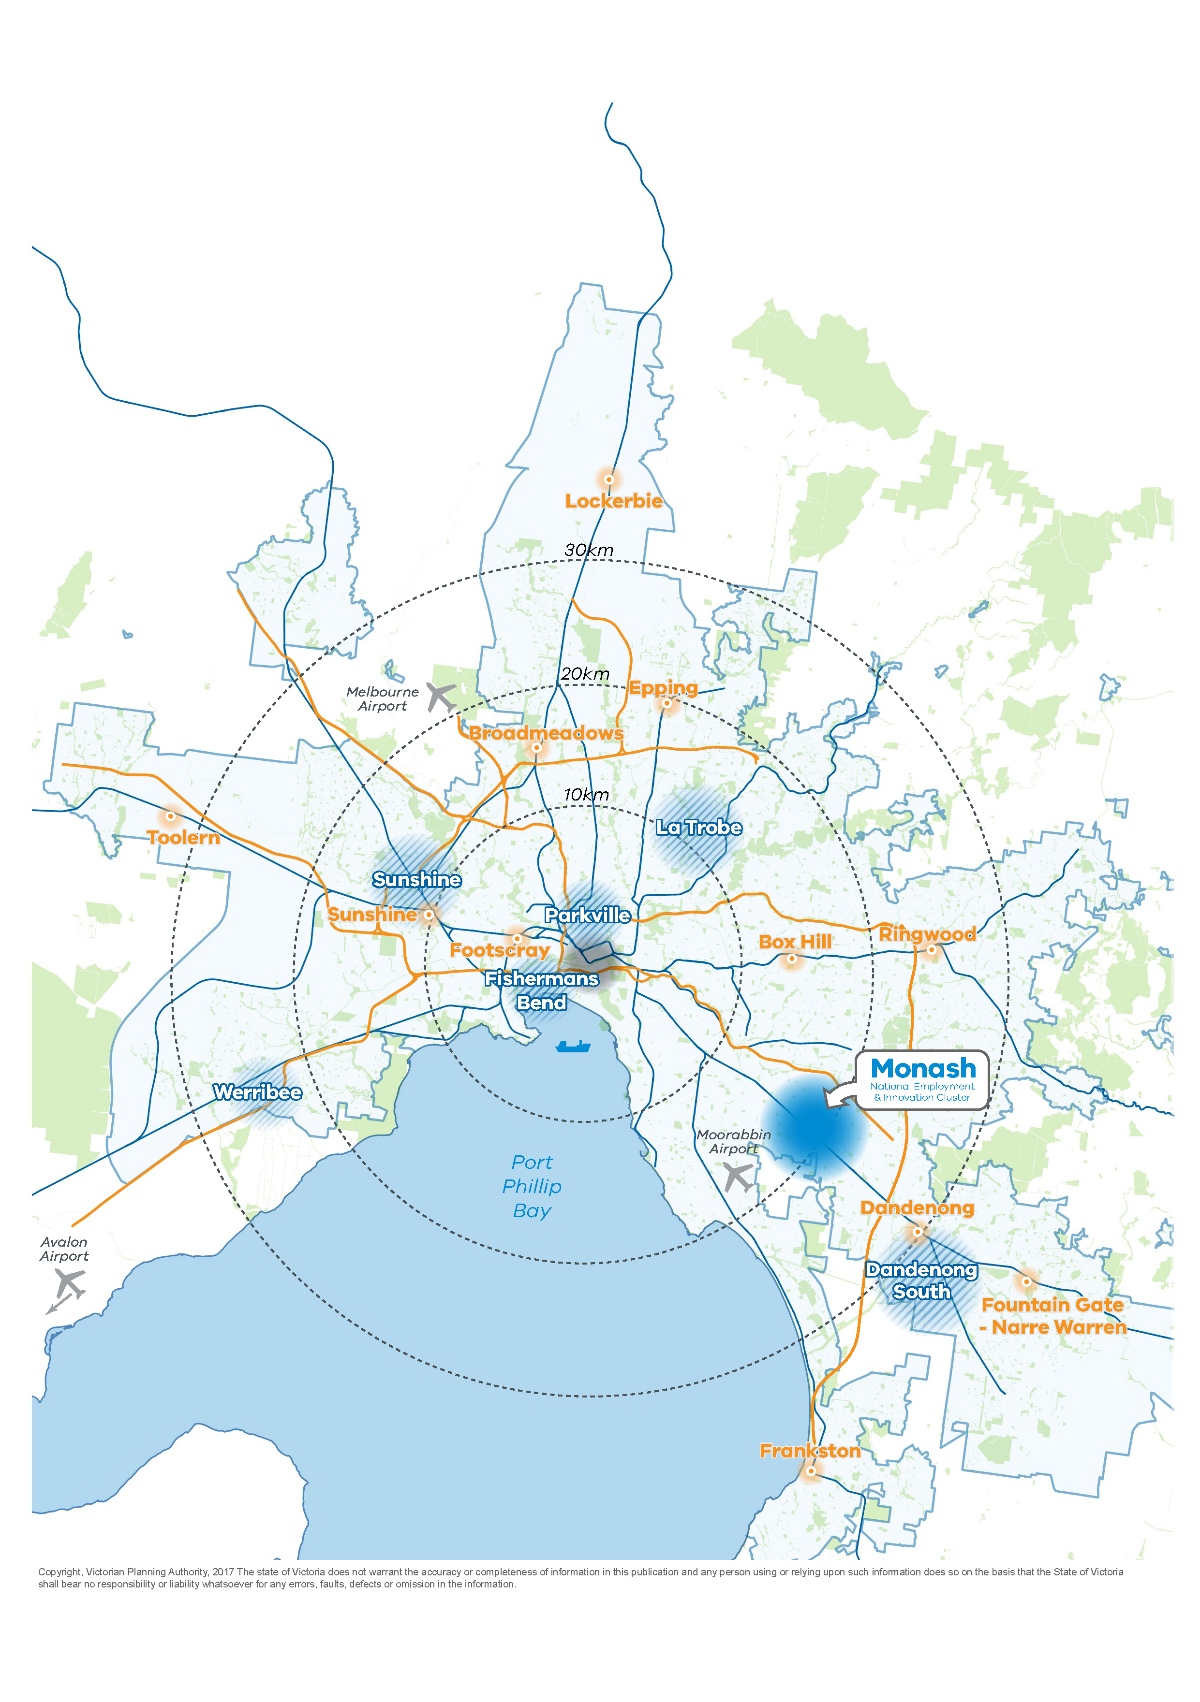 Lockerbie
30km
20km
Epping
Melbourne
Airport
Broadmeadows
10km
La Trobe
Toolern
Sunshine
Sunshine
Parkville
Footscray
Box Hill
Ringwood
Fishermans
Bend
Monash
National Employment
& Innovation Cluster
Werribee
Moorabbin
Airport
Port
Phillip
Bay
Dandenong
Avalon
Airport
Dandenong
South
Fountain Gate
- Narre Warren
Frankston
Copyright, Victorian Planning Authority, 2017 The state of Victoria does not warrant the accuracy or completeness of information in this publication and any person using or relying upon such information does so on the basis that the State of Victoria
shall bear no responsibility or liability whatsoever for any errors, faults, defects or omission in the information.